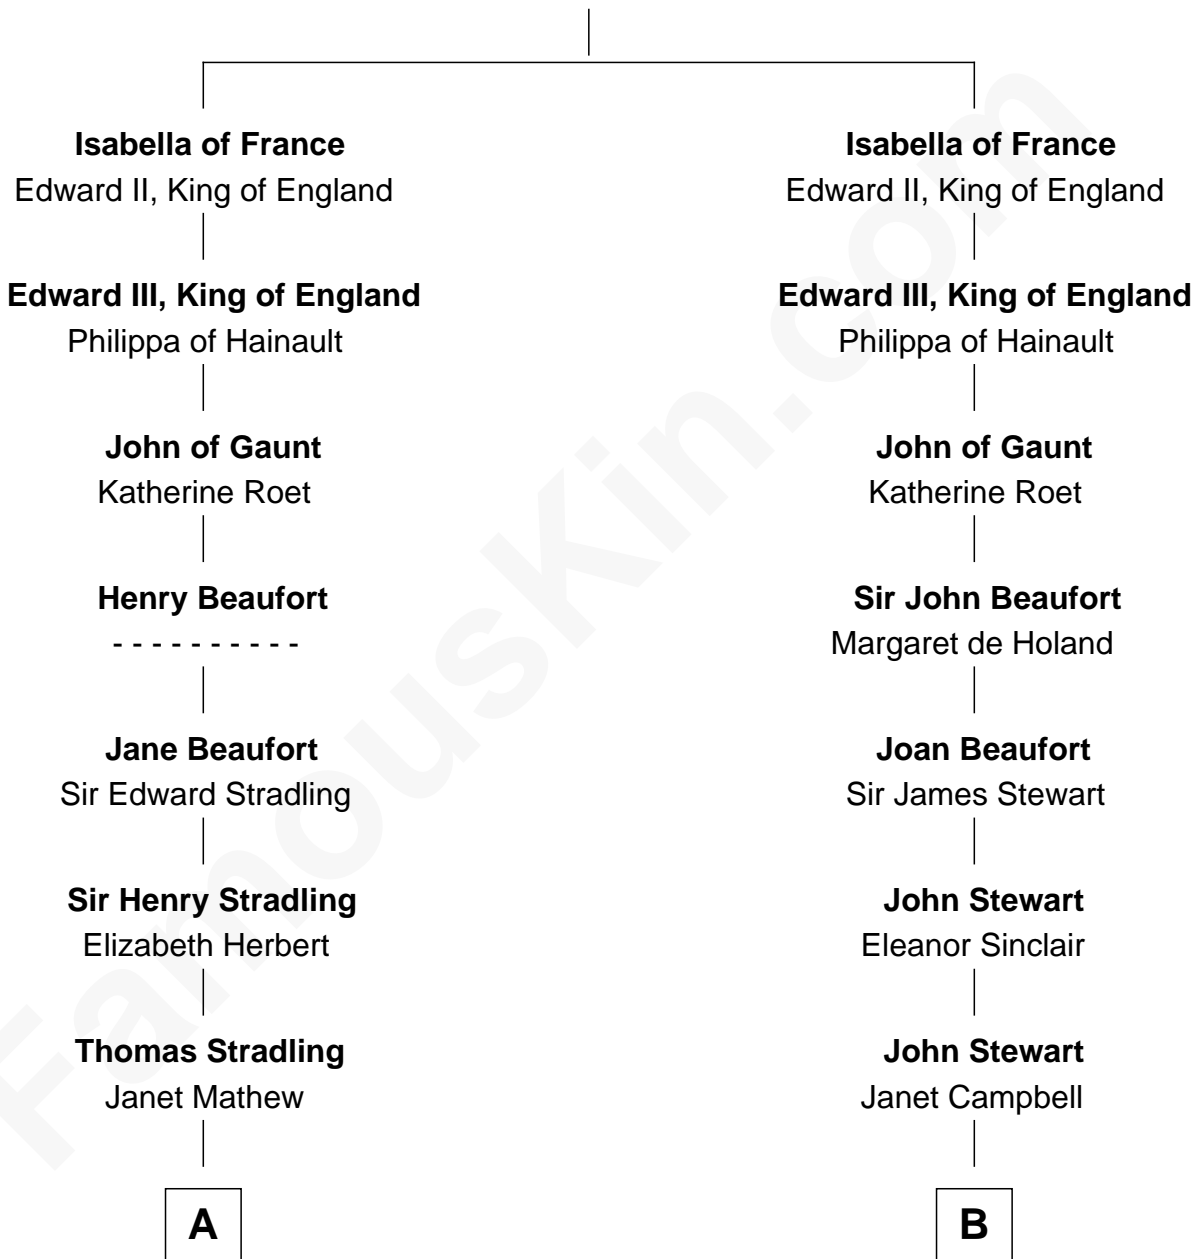 Isabella of France
Edward II, King of England
Edward III, King of England
Philippa of Hainault
John of Gaunt
Katherine Roet
Henry Beaufort
- - - - - - - - - -
Jane Beaufort
Sir Edward Stradling
Sir Henry Stradling
Elizabeth Herbert
Thomas Stradling
Janet Mathew
A
Isabella of France
Edward II, King of England
Edward III, King of England
Philippa of Hainault
John of Gaunt
Katherine Roet
Sir John Beaufort
Margaret de Holand
Joan Beaufort
Sir James Stewart
John Stewart
Eleanor Sinclair
John Stewart
Janet Campbell
B
FamousKin.com